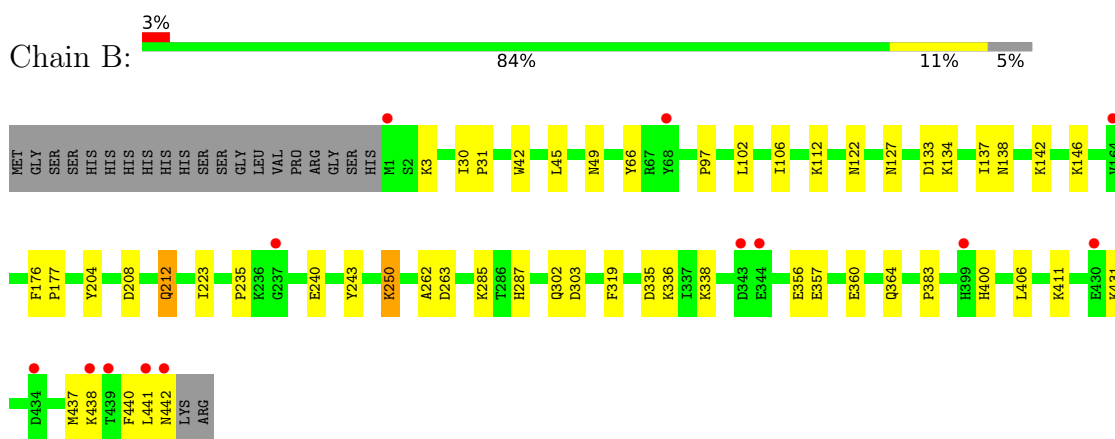 3%
Chain B:
84% 11% 5%
MET GLY SER SER HIS HIS HIS HIS HIS HIS SER SER GLY LEU VAL PRO ARG GLY SER HIS M1 S2 K3 I30 P31 W42 L45 N49 Y66 R67 Y68 P97 L102 I106 K112 N122 N127 D133 K134 I137 N138 K142 K146 V164
F176 P177 Y204 D208 Q212 I223 P235 K236 G237 E240 Y243 K250 A262 D263 K285 T286 H287 Q302 D303 F319 D335 K336 I337 K338 D343 E344 E356 E357 E360 Q364 P383 H399 H400 L406 K411 E430 K431
D434 M437 K438 T439 F440 L441 N442 LYS ARG